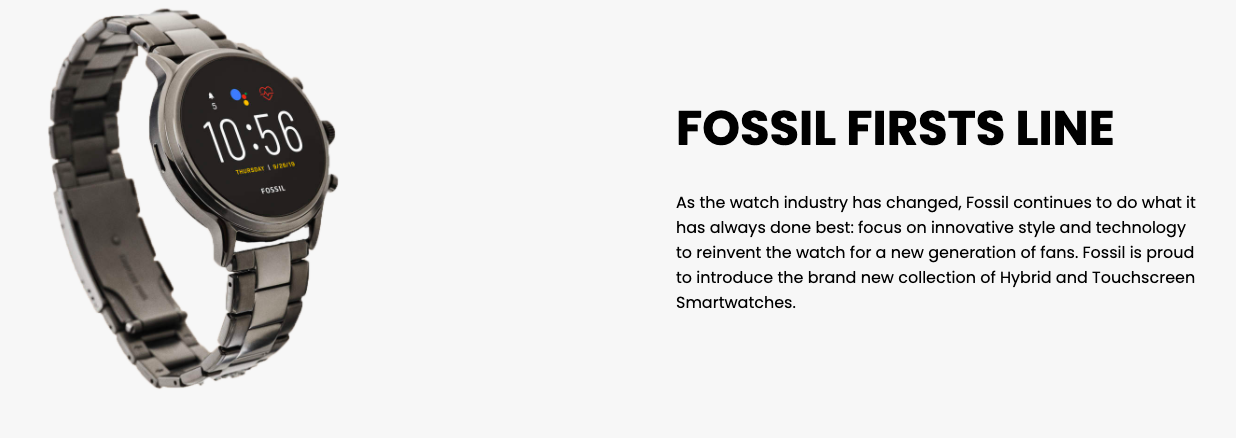 5
10:56
THURSDAY | 9/26/19
FOSSIL
FOSSIL FIRSTS LINE
As the watch industry has changed, Fossil continues to do what it
has always done best: focus on innovative style and technology
to reinvent the watch for a new generation of fans. Fossil is proud
to introduce the brand new collection of Hybrid and Touchscreen
Smartwatches.